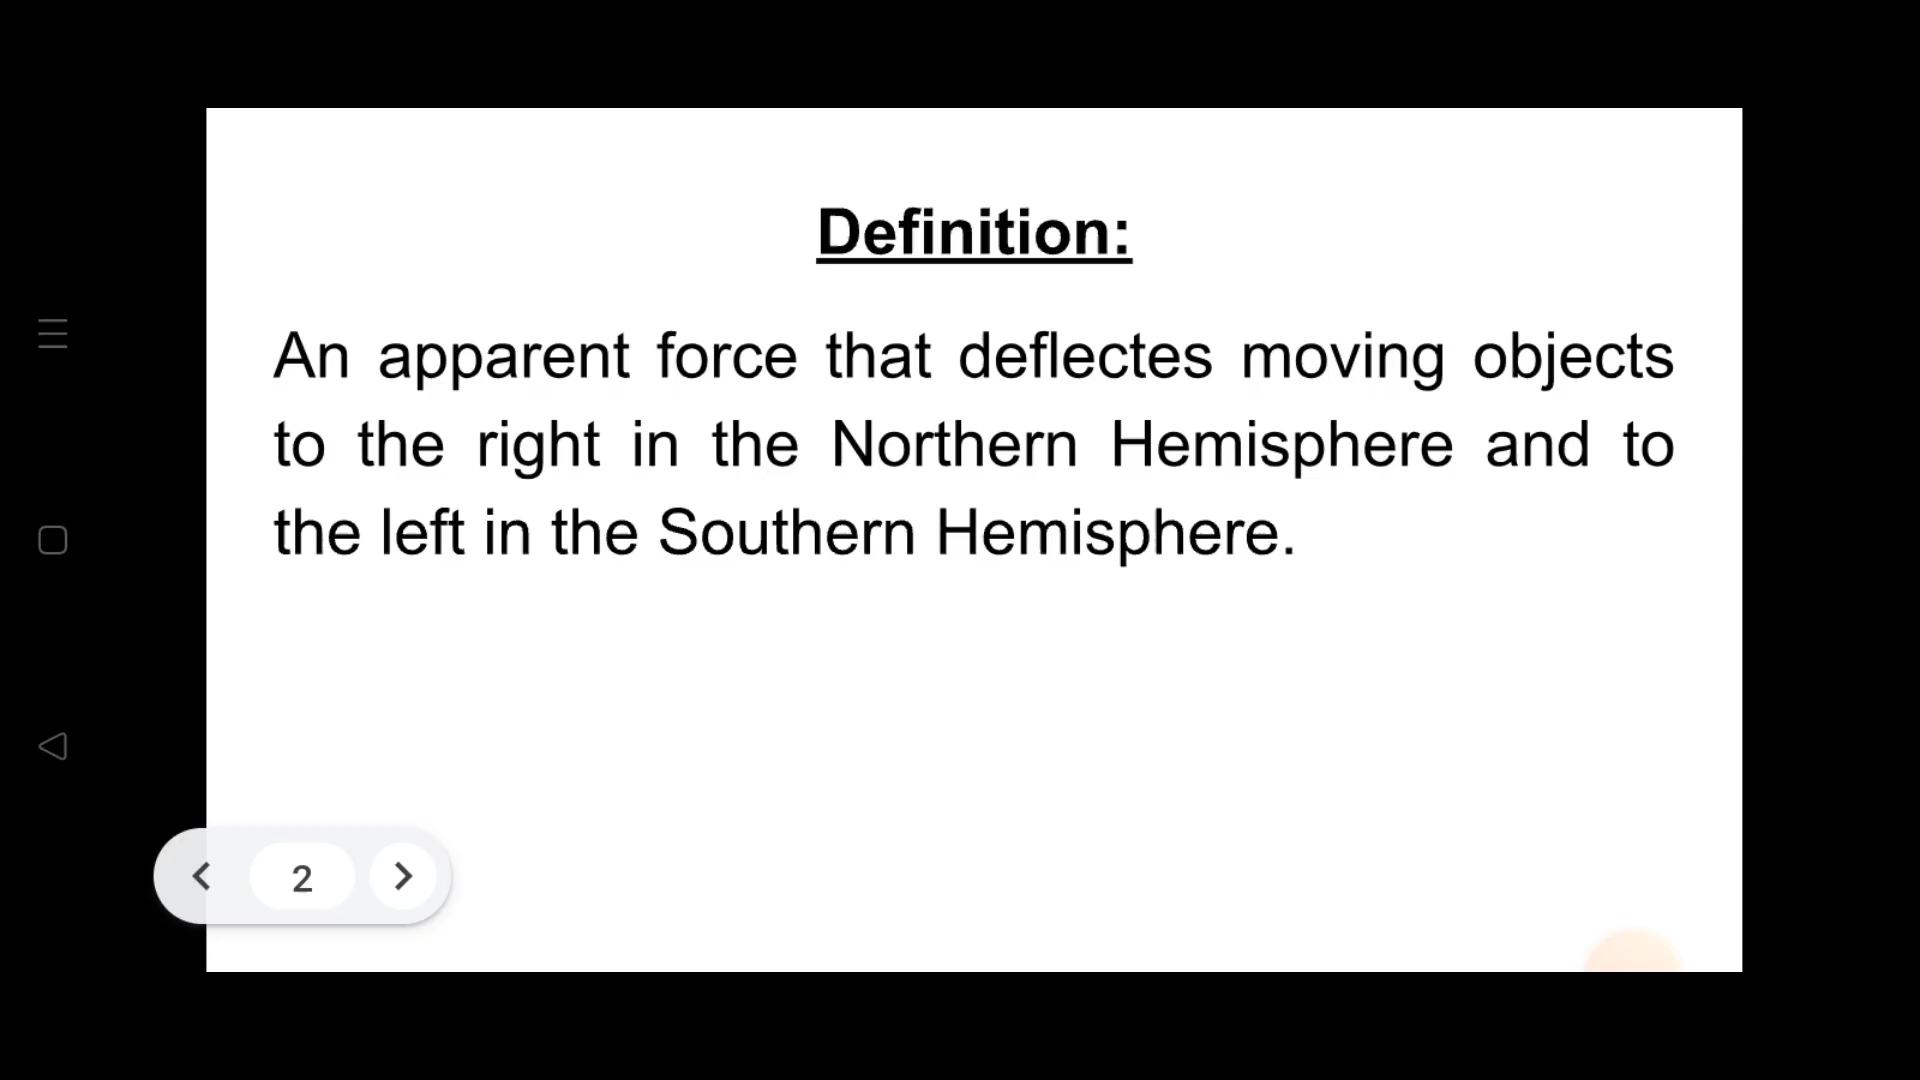 Definition:
An apparent force that deflectes moving objects
to the right in the Northern Hemisphere and to
the left in the Southern Hemisphere.
2